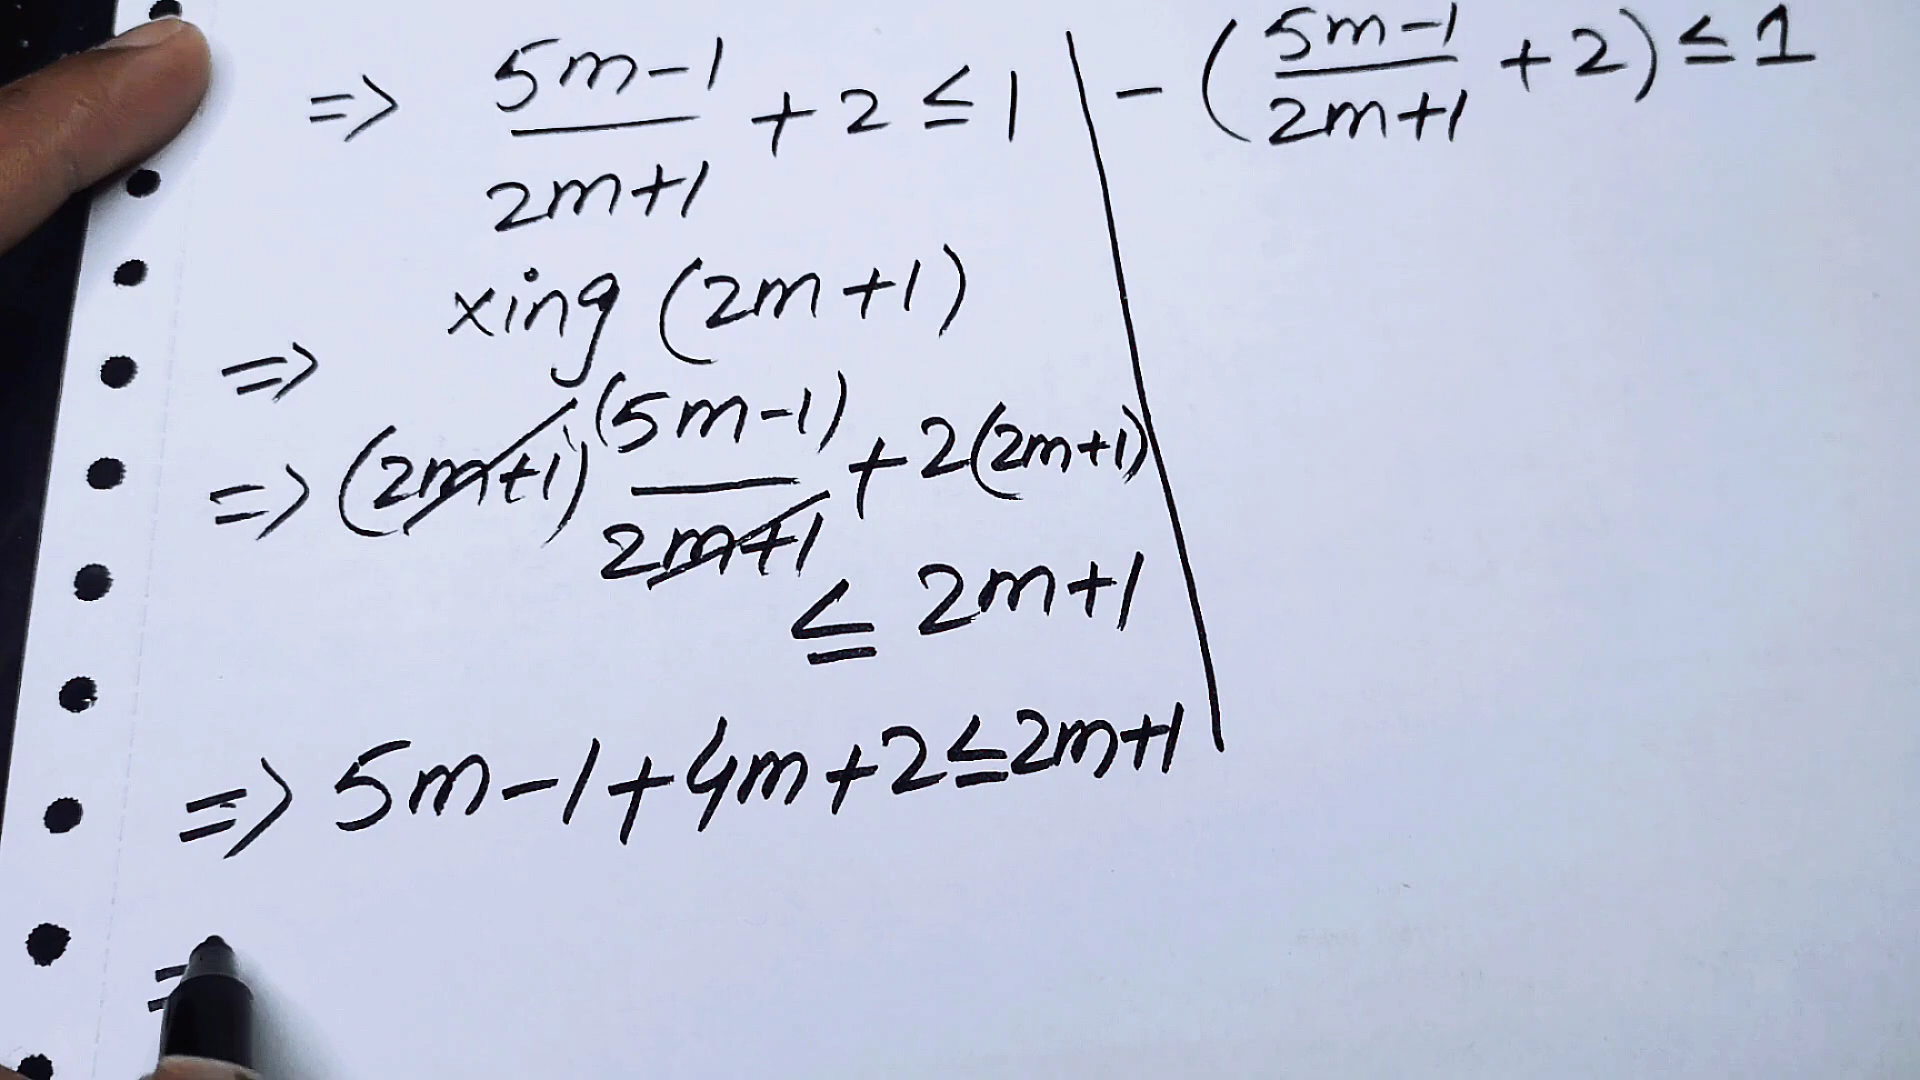 => (5m-1)/(2m+1) + 2 ≤ 1
xing (2m+1)
=>
=> (2m+1) (5m-1)/(2m+1) + 2(2m+1)
≤ 2m+1
=> 5m-1+4m+2≤2m+1
=
- ((5m-1)/(2m+1) + 2) ≤ 1